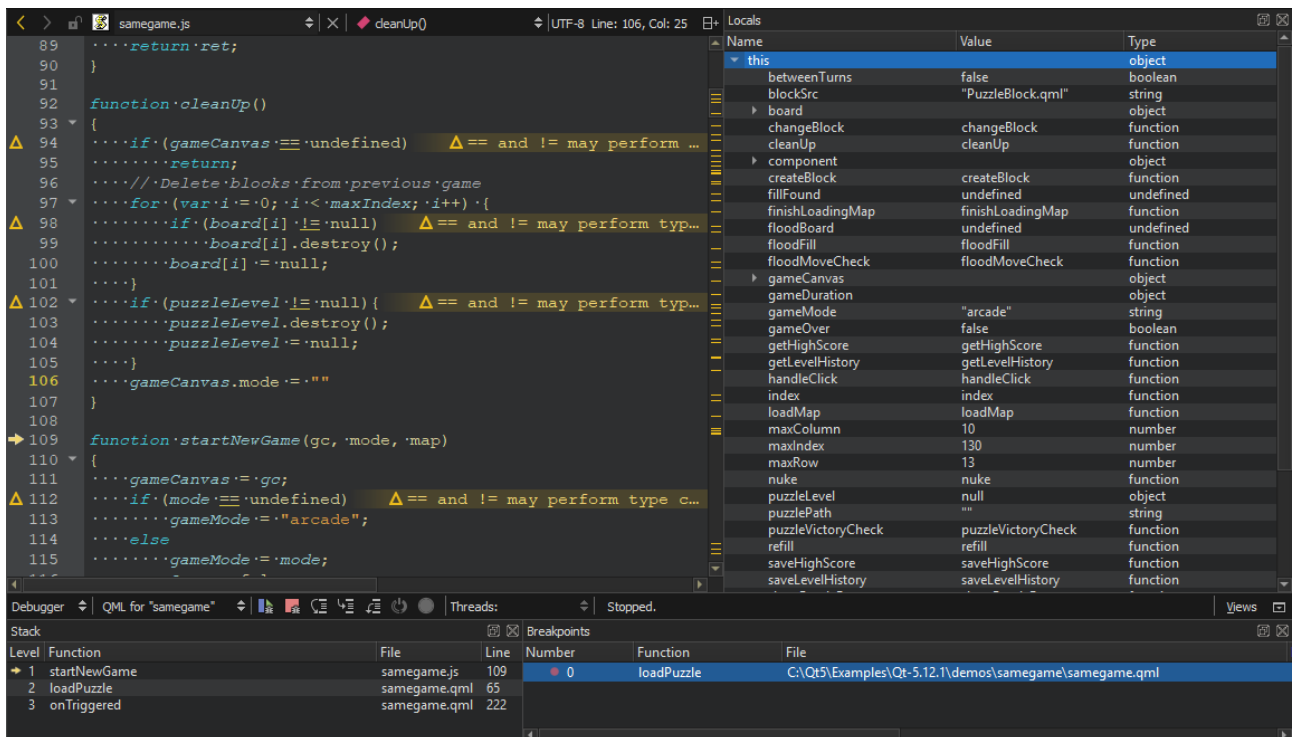 samegame.js cleanUp() UTF-8 Line: 106, Col: 25
89 ····return·ret;
90 }
91
92 function·cleanUp()
93 {
94 ····if·(gameCanvas·==·undefined) == and != may perform …
95 ········return;
96 ····//·Delete·blocks·from·previous·game
97 ····for·(var·i·=·0;·i·<·maxIndex;·i++)·{
98 ········if·(board[i]·!=·null) == and != may perform typ…
99 ············board[i].destroy();
100 ········board[i]·=·null;
101 ····}
102 ····if·(puzzleLevel·!=·null){ == and != may perform typ…
103 ········puzzleLevel.destroy();
104 ········puzzleLevel·=·null;
105 ····}
106 ····gameCanvas.mode·=·""
107 }
108
109 function·startNewGame(gc,·mode,·map)
110 {
111 ····gameCanvas·=·gc;
112 ····if·(mode·==·undefined) == and != may perform type c…
113 ········gameMode·=·"arcade";
114 ····else
115 ········gameMode·=·mode;
Locals
Name Value Type
this object
betweenTurns false boolean
blockSrc "PuzzleBlock.qml" string
board object
changeBlock changeBlock function
cleanUp cleanUp function
component object
createBlock createBlock function
fillFound undefined undefined
finishLoadingMap finishLoadingMap function
floodBoard undefined undefined
floodFill floodFill function
floodMoveCheck floodMoveCheck function
gameCanvas object
gameDuration object
gameMode "arcade" string
gameOver false boolean
getHighScore getHighScore function
getLevelHistory getLevelHistory function
handleClick handleClick function
index index function
loadMap loadMap function
maxColumn 10 number
maxIndex 130 number
maxRow 13 number
nuke nuke function
puzzleLevel null object
puzzlePath "" string
puzzleVictoryCheck puzzleVictoryCheck function
refill refill function
saveHighScore saveHighScore function
saveLevelHistory saveLevelHistory function
Debugger QML for "samegame" Threads: Stopped. Views
Stack
Level Function File Line
1 startNewGame samegame.js 109
2 loadPuzzle samegame.qml 65
3 onTriggered samegame.qml 222
Breakpoints
Number Function File
0 loadPuzzle C:\Qt5\Examples\Qt-5.12.1\demos\samegame\samegame.qml